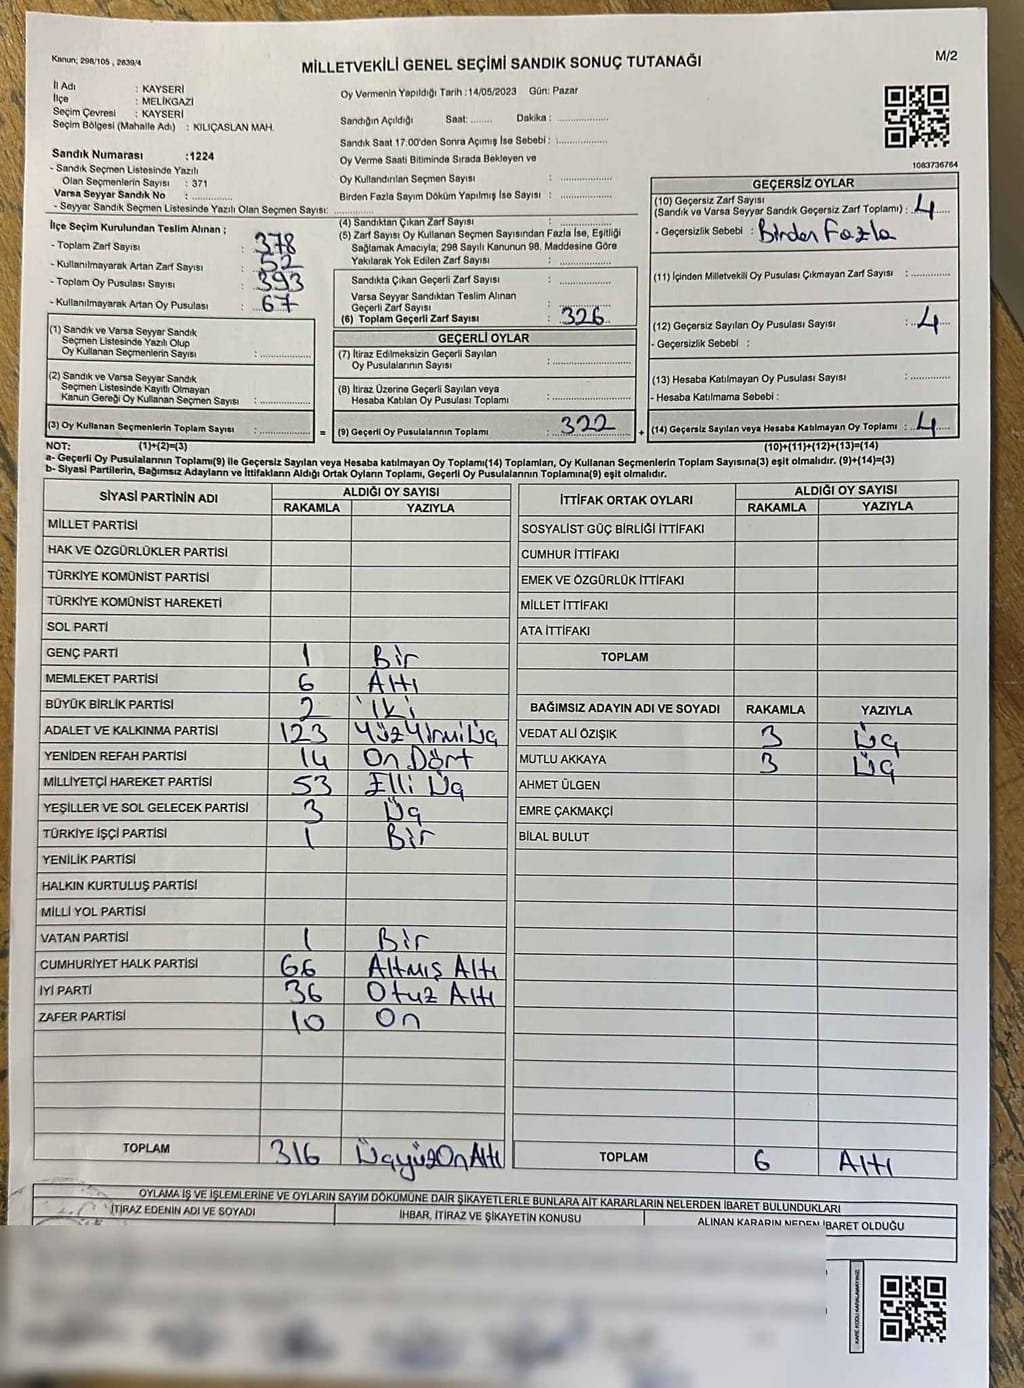 Kanun; 298/105 , 2839/4
MİLLETVEKİLİ GENEL SEÇİMİ SANDIK SONUÇ TUTANAĞI
M/2
İl Adı : KAYSERİ
İlçe : MELİKGAZİ
Seçim Çevresi : KAYSERİ
Seçim Bölgesi (Mahalle Adı) : KILIÇASLAN MAH.
Oy Vermenin Yapıldığı Tarih :14/05/2023 Gün: Pazar
Sandığın Açıldığı Saat: ........ Dakika : ................
Sandık Saat 17:00'den Sonra Açımış İse Sebebi : ................
Oy Verme Saati Bitiminde Sırada Bekleyen ve
Oy Kullandırılan Seçmen Sayısı : ................
Birden Fazla Sayım Döküm Yapılmış İse Sayısı : ................
1083736764
Sandık Numarası :1224
- Sandık Seçmen Listesinde Yazılı
Olan Seçmenlerin Sayısı : 371
Varsa Seyyar Sandık No : ................
- Seyyar Sandık Seçmen Listesinde Yazılı Olan Seçmen Sayısı: ................
İlçe Seçim Kurulundan Teslim Alınan ;
- Toplam Zarf Sayısı : 378
- Kullanılmayarak Artan Zarf Sayısı : 52
- Toplam Oy Pusulası Sayısı : 393
- Kullanılmayarak Artan Oy Pusulası : 67
(1) Sandık ve Varsa Seyyar Sandık
Seçmen Listesinde Yazılı Olup
Oy Kullanan Seçmenlerin Sayısı : ................
(2) Sandık ve Varsa Seyyar Sandık
Seçmen Listesinde Kayıtlı Olmayan
Kanun Gereği Oy Kullanan Seçmen Sayısı : ................
(3) Oy Kullanan Seçmenlerin Toplam Sayısı : ................ =
(4) Sandıktan Çıkan Zarf Sayısı : ................
(5) Zarf Sayısı Oy Kullanan Seçmen Sayısından Fazla İse, Eşitliği
Sağlamak Amacıyla; 298 Sayılı Kanunun 98. Maddesine Göre
Yakılarak Yok Edilen Zarf Sayısı : ................
Sandıkta Çıkan Geçerli Zarf Sayısı : ................
Varsa Seyyar Sandıktan Teslim Alınan
Geçerli Zarf Sayısı : ................
(6) Toplam Geçerli Zarf Sayısı : 326
GEÇERLİ OYLAR
(7) İtiraz Edilmeksizin Geçerli Sayılan
Oy Pusulalarının Sayısı : ................
(8) İtiraz Üzerine Geçerli Sayılan veya
Hesaba Katılan Oy Pusulası Toplamı : ................
(9) Geçerli Oy Pusulalarının Toplamı : 322 +
GEÇERSİZ OYLAR
(10) Geçersiz Zarf Sayısı
(Sandık ve Varsa Seyyar Sandık Geçersiz Zarf Toplamı) : 4
- Geçersizlik Sebebi : Birden Fazla
(11) İçinden Milletvekili Oy Pusulası Çıkmayan Zarf Sayısı : ................
(12) Geçersiz Sayılan Oy Pusulası Sayısı : 4
- Geçersizlik Sebebi :
(13) Hesaba Katılmayan Oy Pusulası Sayısı : ................
- Hesaba Katılmama Sebebi :
(14) Geçersiz Sayılan veya Hesaba Katılmayan Oy Toplamı : 4
NOT: (1)+(2)=(3) (10)+(11)+(12)+(13)=(14)
a- Geçerli Oy Pusulalarının Toplamı(9) ile Geçersiz Sayılan veya Hesaba katılmayan Oy Toplamı(14) Toplamları, Oy Kullanan Seçmenlerin Toplam Sayısına(3) eşit olmalıdır. (9)+(14)=(3)
b- Siyasi Partilerin, Bağımsız Adayların ve İttifakların Aldığı Ortak Oyların Toplamı, Geçerli Oy Pusulalarının Toplamına(9) eşit olmalıdır.
SİYASİ PARTİNİN ADI ALDIĞI OY SAYISI
RAKAMLA YAZIYLA
MİLLET PARTİSİ
HAK VE ÖZGÜRLÜKLER PARTİSİ
TÜRKİYE KOMÜNİST PARTİSİ
TÜRKİYE KOMÜNİST HAREKETİ
SOL PARTİ
GENÇ PARTİ 1 Bir
MEMLEKET PARTİSİ 6 Altı
BÜYÜK BİRLİK PARTİSİ 2 İki
ADALET VE KALKINMA PARTİSİ 123 YüzYirmiÜç
YENİDEN REFAH PARTİSİ 14 On Dört
MİLLİYETÇİ HAREKET PARTİSİ 53 Elli Üç
YEŞİLLER VE SOL GELECEK PARTİSİ 3 Üç
TÜRKİYE İŞÇİ PARTİSİ 1 Bir
YENİLİK PARTİSİ
HALKIN KURTULUŞ PARTİSİ
MİLLİ YOL PARTİSİ
VATAN PARTİSİ 1 Bir
CUMHURİYET HALK PARTİSİ 66 Altmış Altı
İYİ PARTİ 36 Otuz Altı
ZAFER PARTİSİ 10 On
TOPLAM 316 ÜçyüzOnAltı
İTTİFAK ORTAK OYLARI ALDIĞI OY SAYISI
RAKAMLA YAZIYLA
SOSYALİST GÜÇ BİRLİĞİ İTTİFAKI
CUMHUR İTTİFAKI
EMEK VE ÖZGÜRLÜK İTTİFAKI
MİLLET İTTİFAKI
ATA İTTİFAKI
TOPLAM
BAĞIMSIZ ADAYIN ADI VE SOYADI RAKAMLA YAZIYLA
VEDAT ALİ ÖZIŞIK 3 Üç
MUTLU AKKAYA 3 Üç
AHMET ÜLGEN
EMRE ÇAKMAKÇİ
BİLAL BULUT
TOPLAM 6 Altı
OYLAMA İŞ VE İŞLEMLERİNE VE OYLARIN SAYIM DÖKÜMÜNE DAİR ŞİKAYETLERLE BUNLARA AİT KARARLARIN NELERDEN İBARET BULUNDUKLARI
İTİRAZ EDENİN ADI VE SOYADI İHBAR, İTİRAZ VE ŞİKAYETİN KONUSU ALINAN KARARIN NEDEN İBARET OLDUĞU